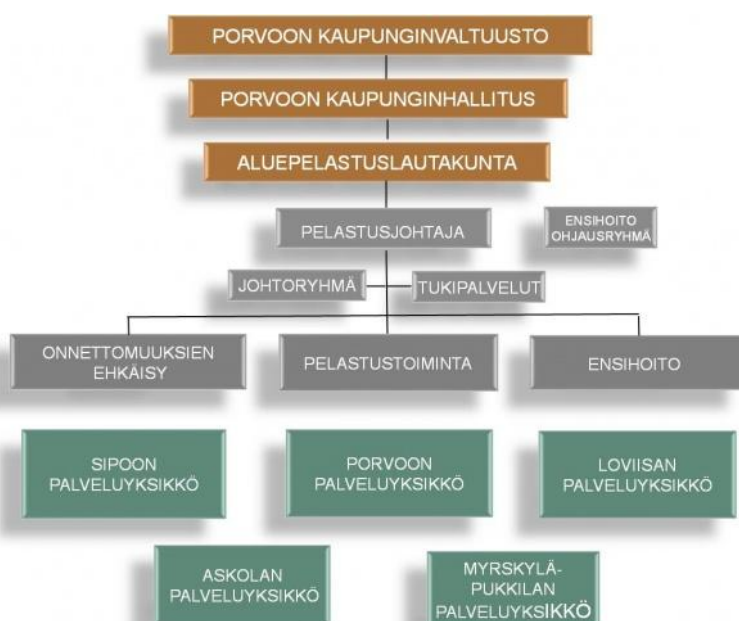 PORVOON KAUPUNGINVALTUUSTO
PORVOON KAUPUNGINHALLITUS
ALUEPELASTUSLAUTAKUNTA
PELASTUSJOHTAJA
ENSIHOITO
OHJAUSRYHMÄ
JOHTORYHMÄ
TUKIPALVELUT
ONNETTOMUUKSIEN
EHKÄISY
PELASTUSTOIMINTA
ENSIHOITO
SIPOON
PALVELUYKSIKKÖ
PORVOON
PALVELUYKSIKKÖ
LOVIISAN
PALVELUYKSIKKÖ
ASKOLAN
PALVELUYKSIKKÖ
MYRSKYLÄ-
PUKKILAN
PALVELUYKSIKKÖ